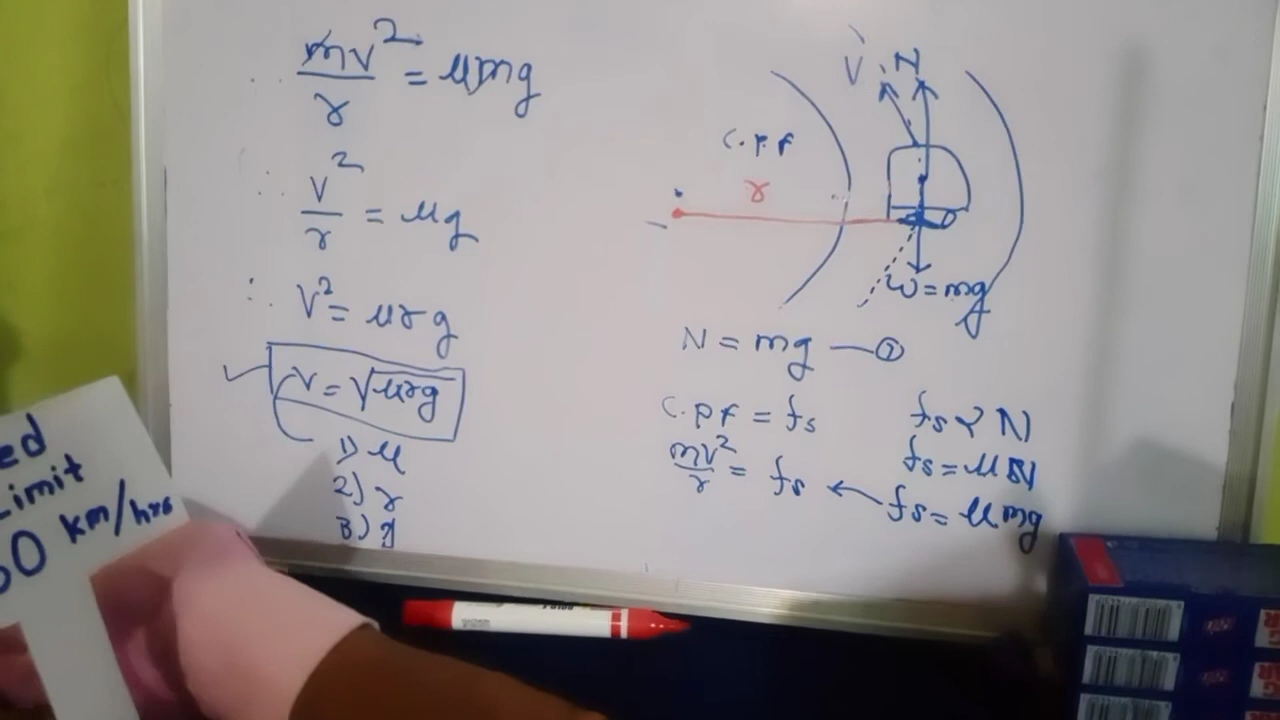 ∴ mv²/r = μmg
∴ v²/r = μg
∴ v² = μrg
v = √μrg
1) μ
2) r
3) g
V N
C.P.F
r
W = mg
N = mg — ①
C.P.F = fs
mv²/r = fs
fs ∝ N
fs = μN
fs = μmg
ed
Limit
0 km/hrs